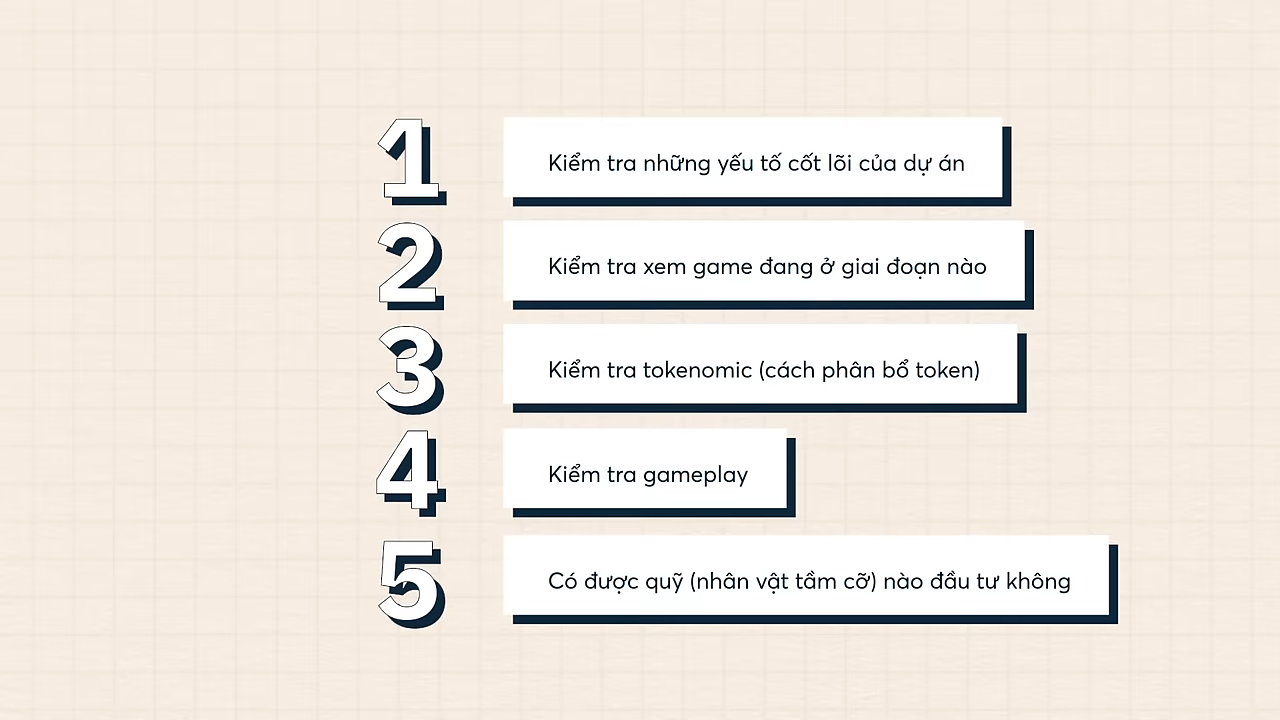 1 Kiểm tra những yếu tố cốt lõi của dự án
2 Kiểm tra xem game đang ở giai đoạn nào
3 Kiểm tra tokenomic (cách phân bổ token)
4 Kiểm tra gameplay
5 Có được quỹ (nhân vật tầm cỡ) nào đầu tư không